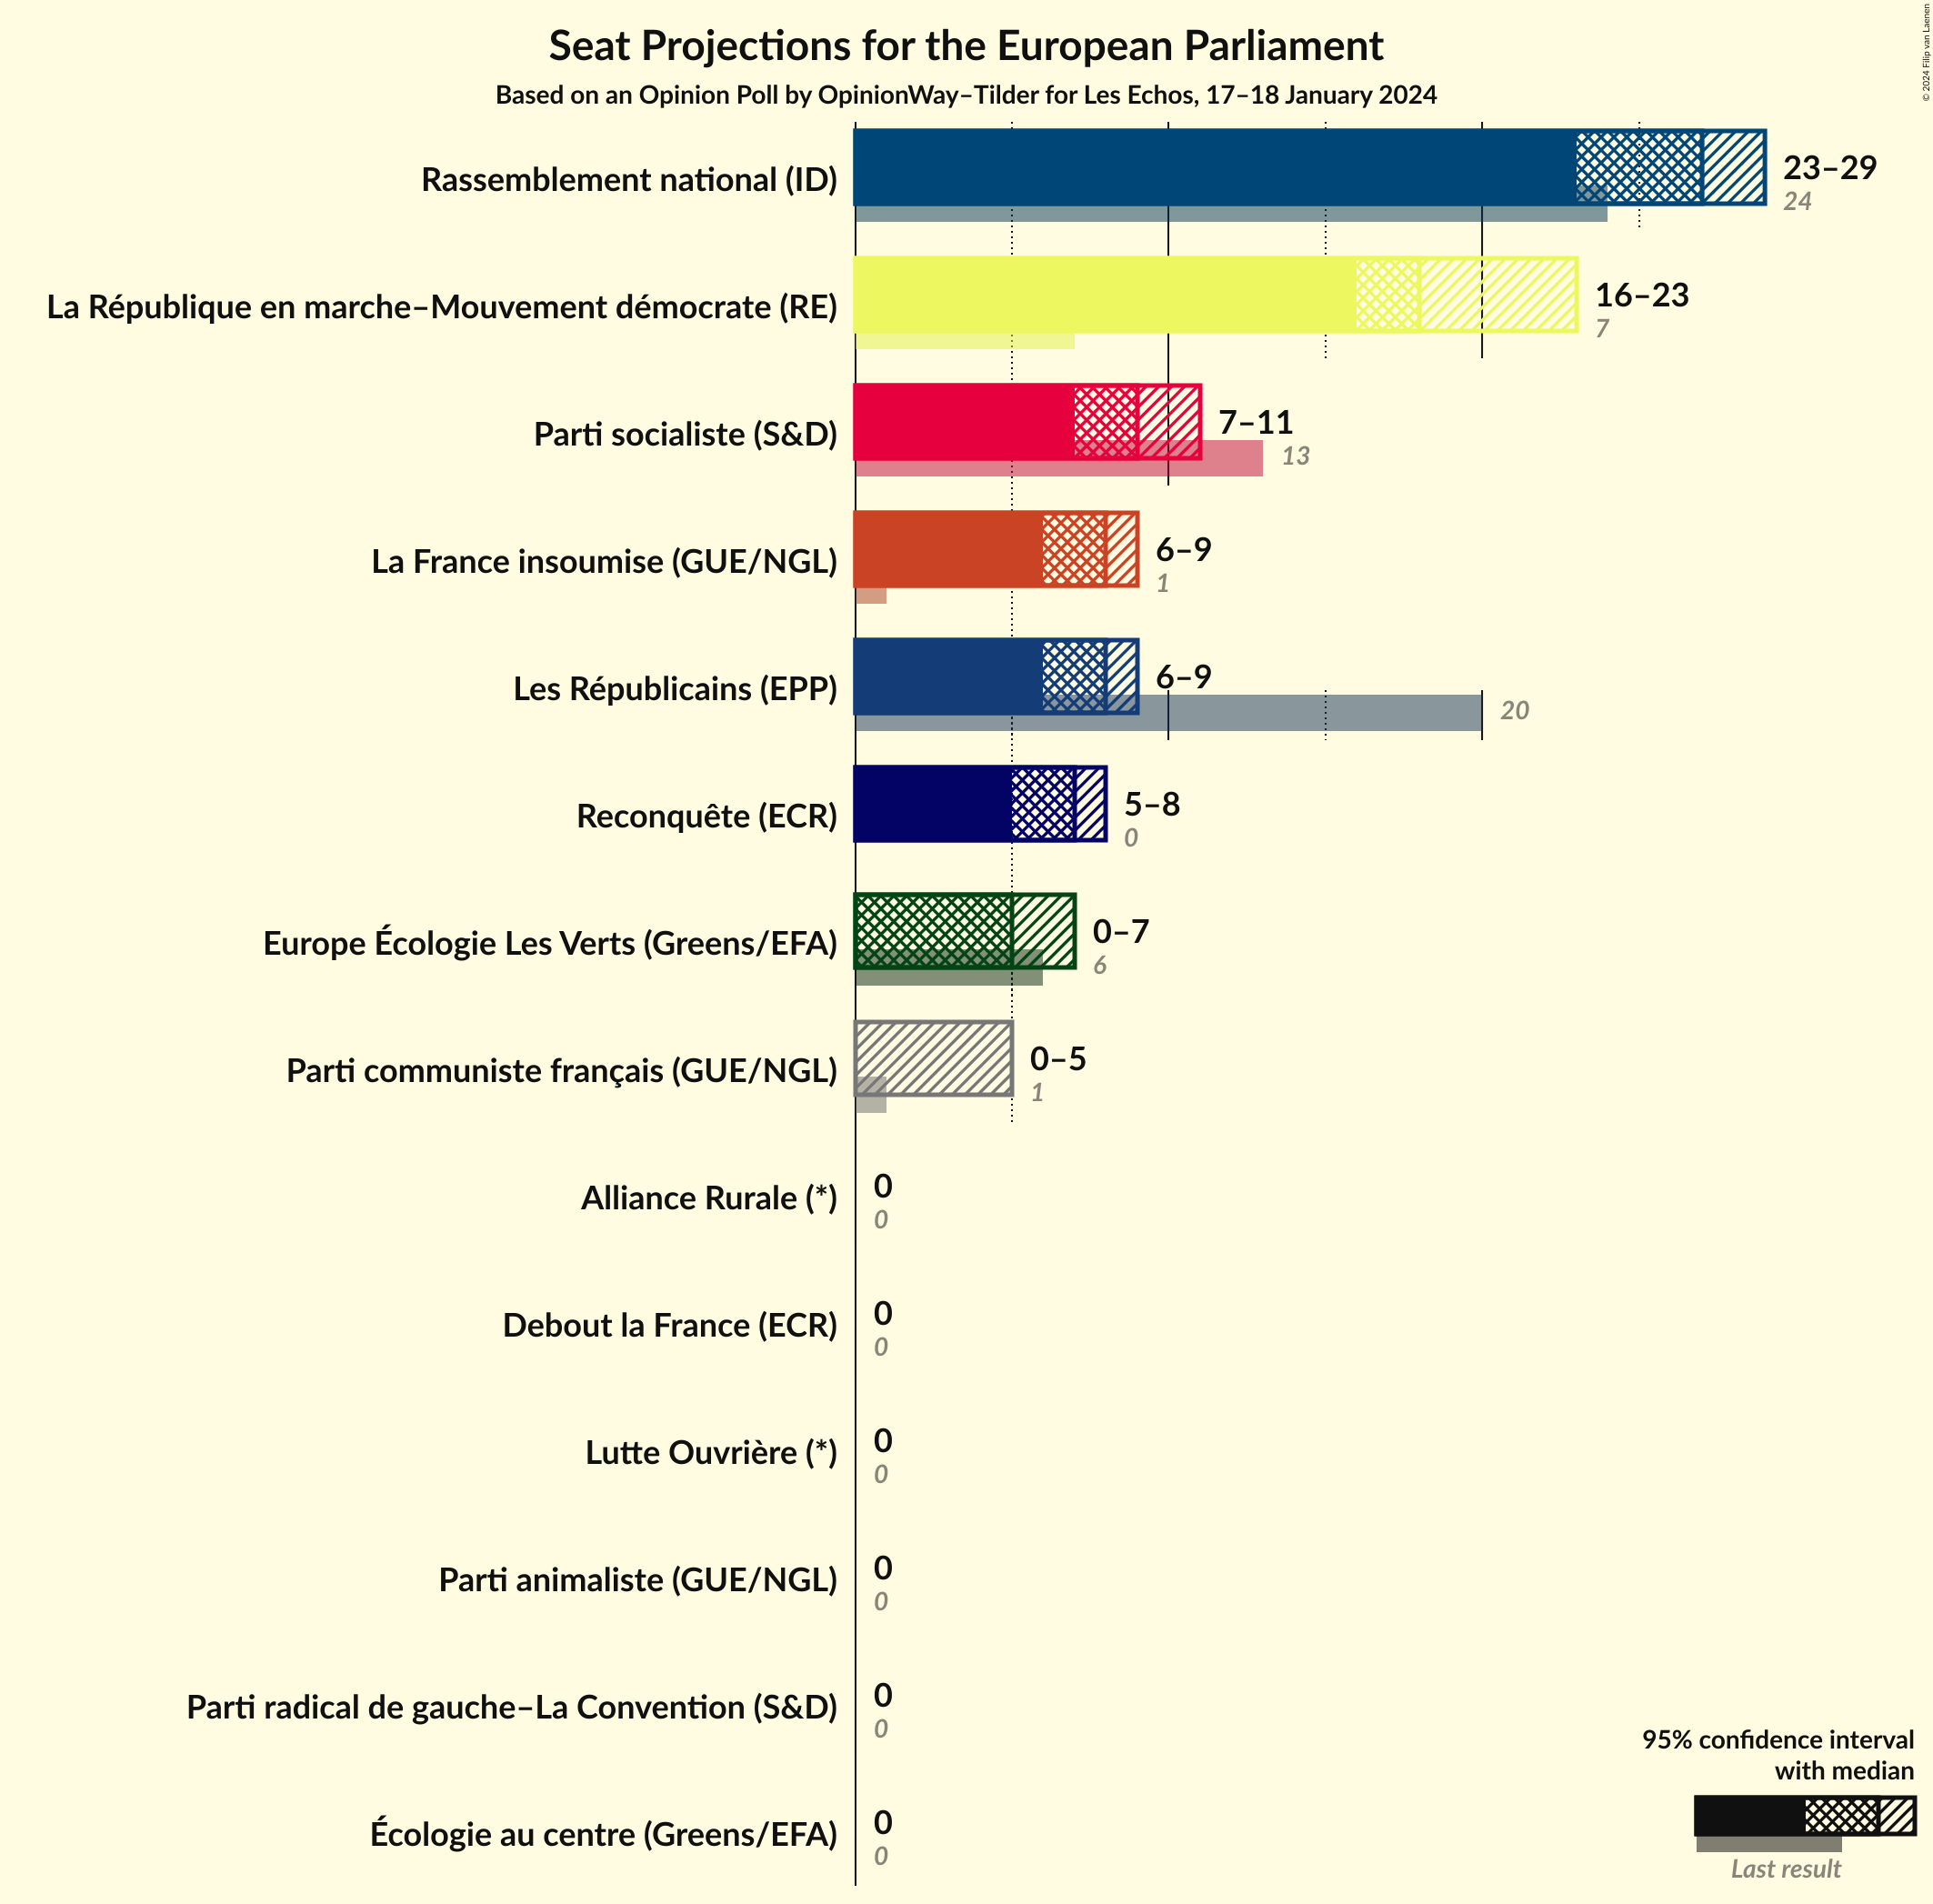 Seat Projections for the European Parliament
Based on an Opinion Poll by OpinionWay–Tilder for Les Echos, 17–18 January 2024
© 2024 Filip van Laenen
Rassemblement national (ID)
23–29
24
La République en marche–Mouvement démocrate (RE)
16–23
7
Parti socialiste (S&D)
7–11
13
La France insoumise (GUE/NGL)
6–9
1
Les Républicains (EPP)
6–9
20
Reconquête (ECR)
5–8
0
Europe Écologie Les Verts (Greens/EFA)
0–7
6
Parti communiste français (GUE/NGL)
0–5
1
Alliance Rurale (*)
0
0
Debout la France (ECR)
0
0
Lutte Ouvrière (*)
0
0
Parti animaliste (GUE/NGL)
0
0
Parti radical de gauche–La Convention (S&D)
0
0
Écologie au centre (Greens/EFA)
0
0
95% confidence interval
with median
Last result